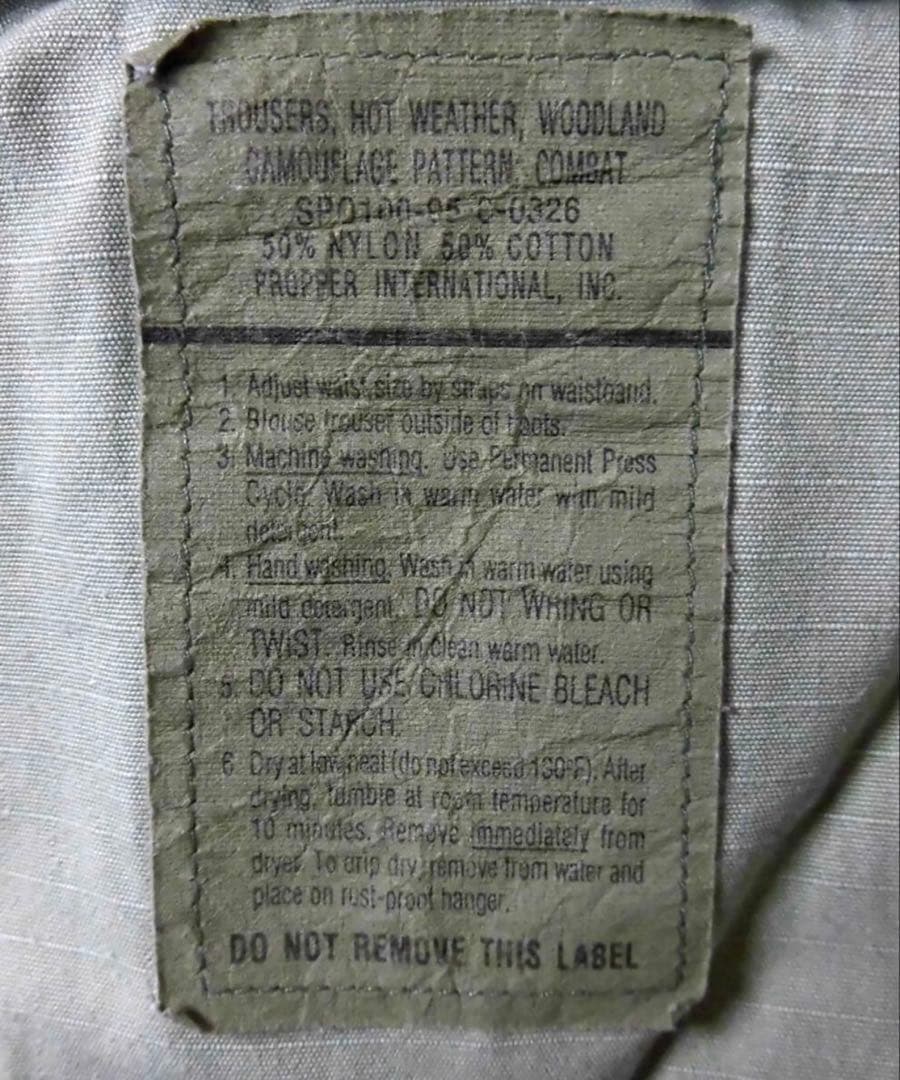 TROUSERS, HOT WEATHER, WOODLAND
CAMOUFLAGE PATTERN, COMBAT
SPO100-95-C-0326
50% NYLON 50% COTTON
PROPPER INTERNATIONAL, INC.
1. Adjust waist size by straps on waistband.
2. Blouse trouser outside of boots.
3. Machine washing. Use Permanent Press
Cycle. Wash in warm water with mild
detergent.
4. Hand washing. Wash in warm water using
mild detergent. DO NOT WRING OR
TWIST. Rinse in clean warm water.
5. DO NOT USE CHLORINE BLEACH
OR STARCH.
6. Dry at low heat (do not exceed 130°F). After
drying, tumble at room temperature for
10 minutes. Remove immediately from
dryer. To drip dry, remove from water and
place on rust-proof hanger.
DO NOT REMOVE THIS LABEL